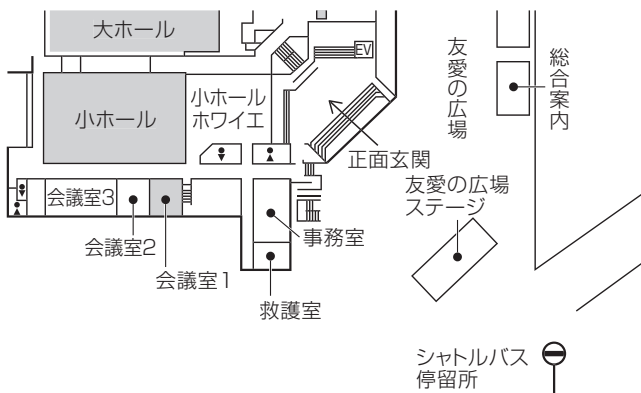 大ホール
EV
小ホール
小ホール
ホワイエ
正面玄関
友愛の広場
総合案内
友愛の広場
ステージ
会議室3
会議室2
会議室1
事務室
救護室
シャトルバス
停留所